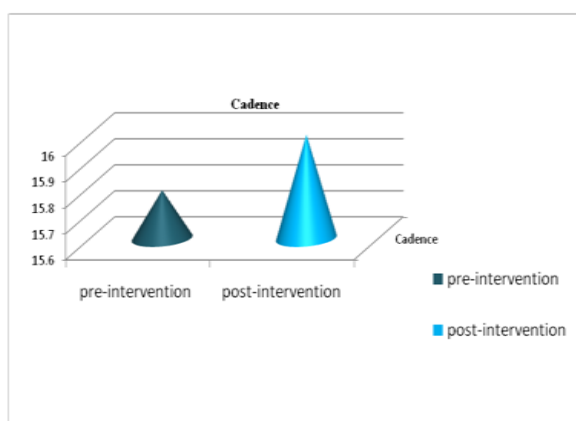 Cadence
16
15.9
15.8
15.7
15.6
Cadence
pre-intervention
post-intervention
pre-intervention
post-intervention